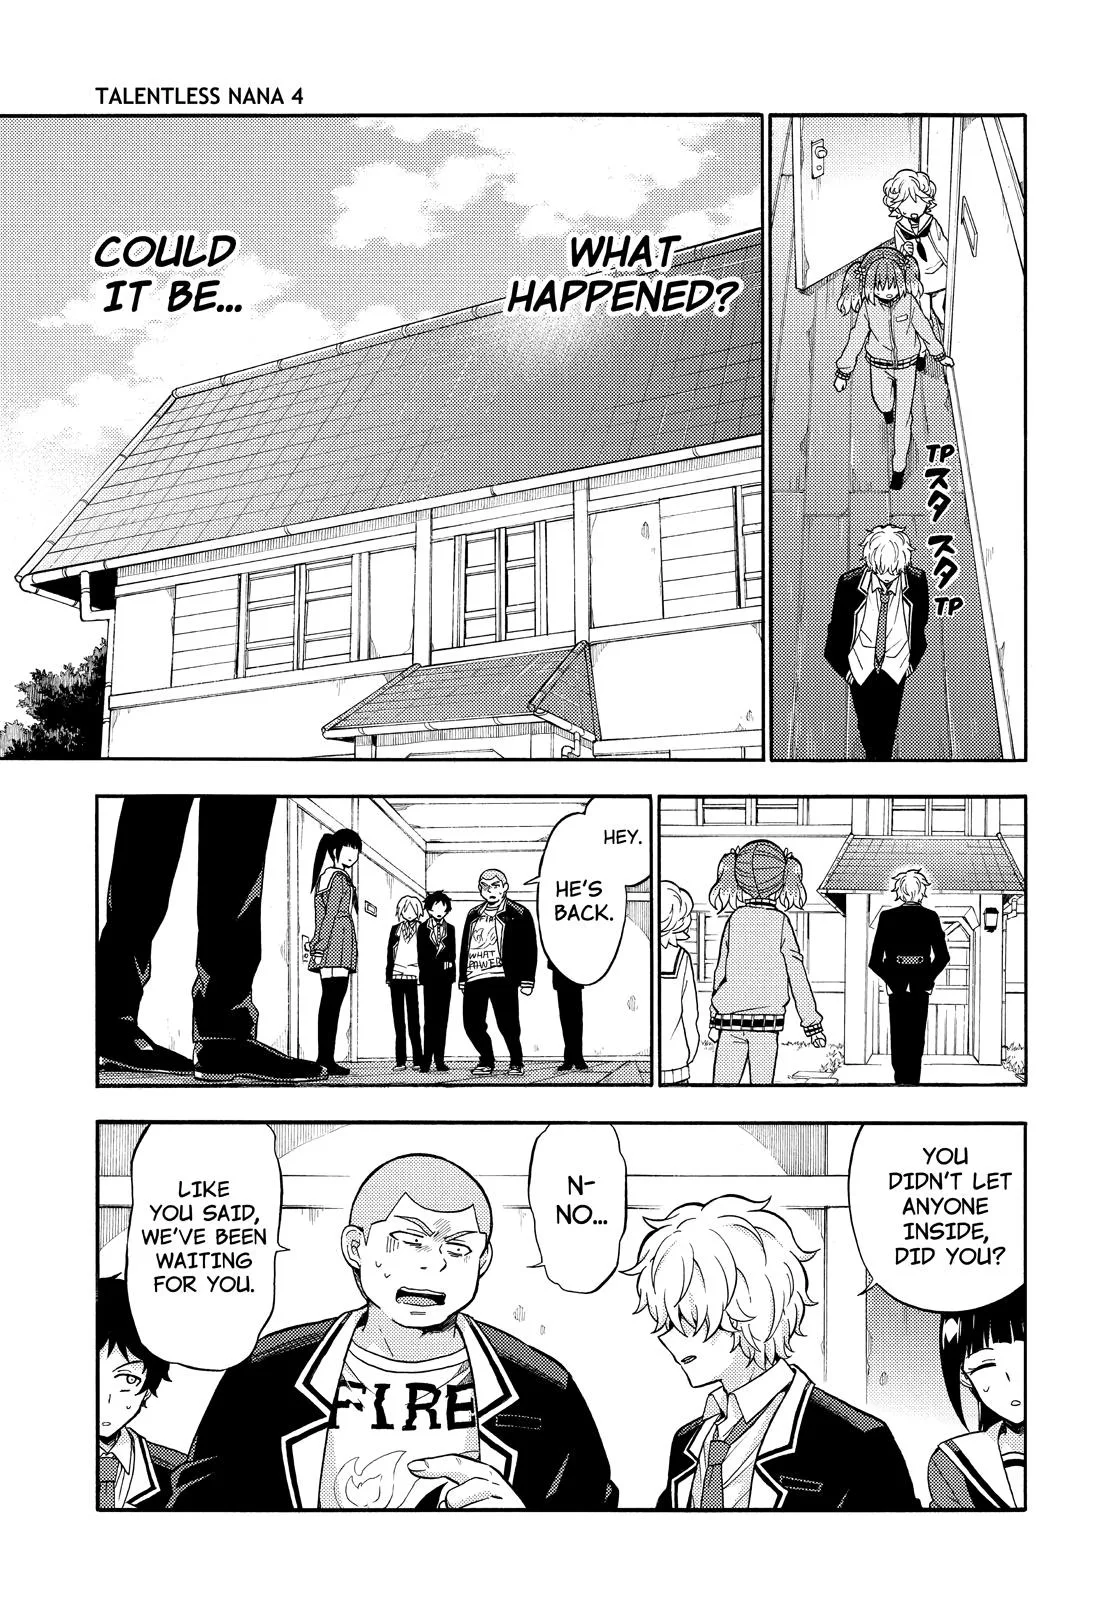 TALENTLESS NANA 4
TP
スタ
スタ
TP
WHAT
HAPPENED?
COULD
IT BE...
HEY.
HE'S
BACK.
FIRE
WHAT
POWER
YOU
DIDN'T LET
ANYONE
INSIDE,
DID YOU?
N-
NO...
LIKE
YOU SAID,
WE'VE BEEN
WAITING
FOR YOU.
FIRE